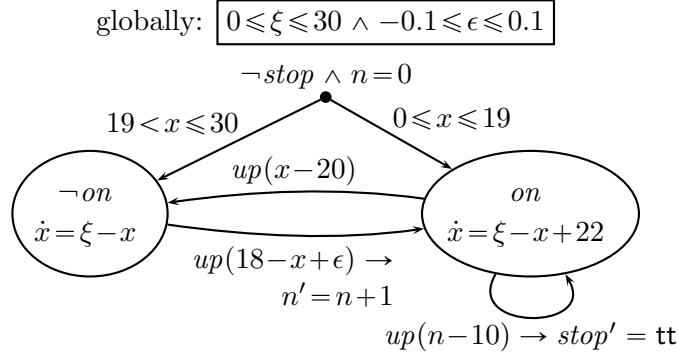 globally: 0⩽ξ⩽30 ∧ −0.1⩽ϵ⩽0.1
¬stop ∧ n=0
19<x⩽30
0⩽x⩽19
up(x−20)
¬on
ẋ=ξ−x
on
ẋ=ξ−x+22
up(18−x+ϵ) →
n′=n+1
up(n−10) → stop′ = tt